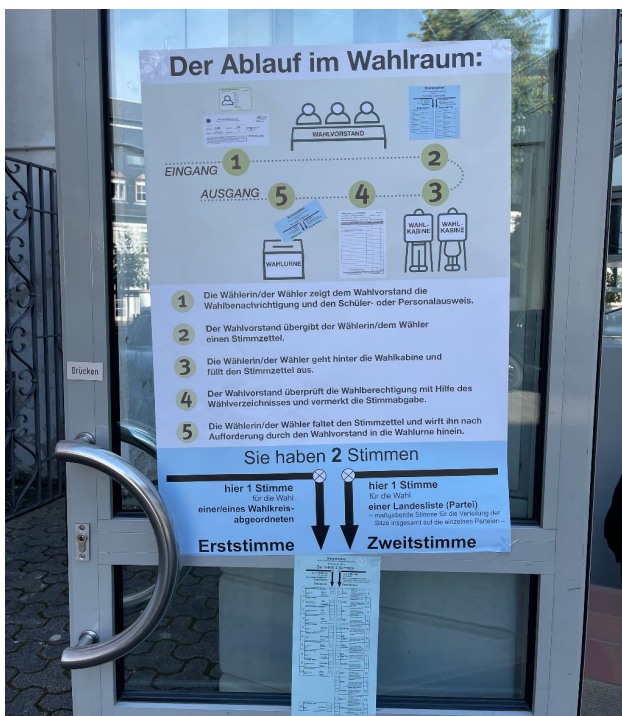 Der Ablauf im Wahlraum:
WAHLVORSTAND
EINGANG 1 2
AUSGANG 5 4 3
WAHL-
KABINE
WAHL-
KABINE
WAHLURNE
1 Die Wählerin/der Wähler zeigt dem Wahlvorstand die
Wahlbenachrichtigung und den Schüler- oder Personalausweis.
2 Der Wahlvorstand übergibt der Wählerin/dem Wähler
einen Stimmzettel.
3 Die Wählerin/der Wähler geht hinter die Wahlkabine und
füllt den Stimmzettel aus.
4 Der Wahlvorstand überprüft die Wahlberechtigung mit Hilfe des
Wählverzeichnisses und vermerkt die Stimmabgabe.
5 Die Wählerin/der Wähler faltet den Stimmzettel und wirft ihn nach
Aufforderung durch den Wahlvorstand in die Wahlurne hinein.
Drücken
Sie haben 2 Stimmen
hier 1 Stimme
für die Wahl
einer/eines Wahlkreis-
abgeordneten
Erststimme
hier 1 Stimme
für die Wahl
einer Landesliste (Partei)
– maßgebende Stimme für die Verteilung der
Sitze insgesamt auf die einzelnen Parteien –
Zweitstimme
Sie haben 2 Stimmen